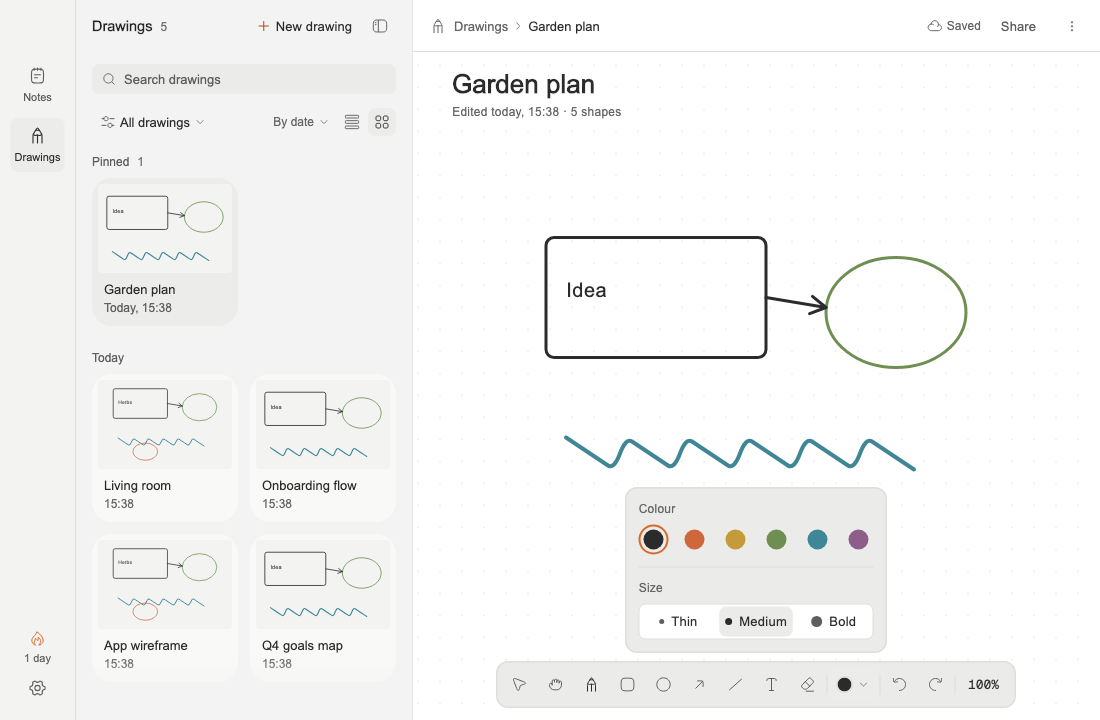 Drawings 5
New drawing
Drawings
Garden plan
Saved
Share
Notes
Drawings
Search drawings
All drawings
By date
Pinned 1
Idea
Garden plan
Today, 15:38
Today
Herbs
Living room
15:38
Idea
Onboarding flow
15:38
Herbs
App wireframe
15:38
Idea
Q4 goals map
15:38
1 day
Garden plan
Edited today, 15:38 · 5 shapes
Idea
Colour
Size
Thin
Medium
Bold
T
100%